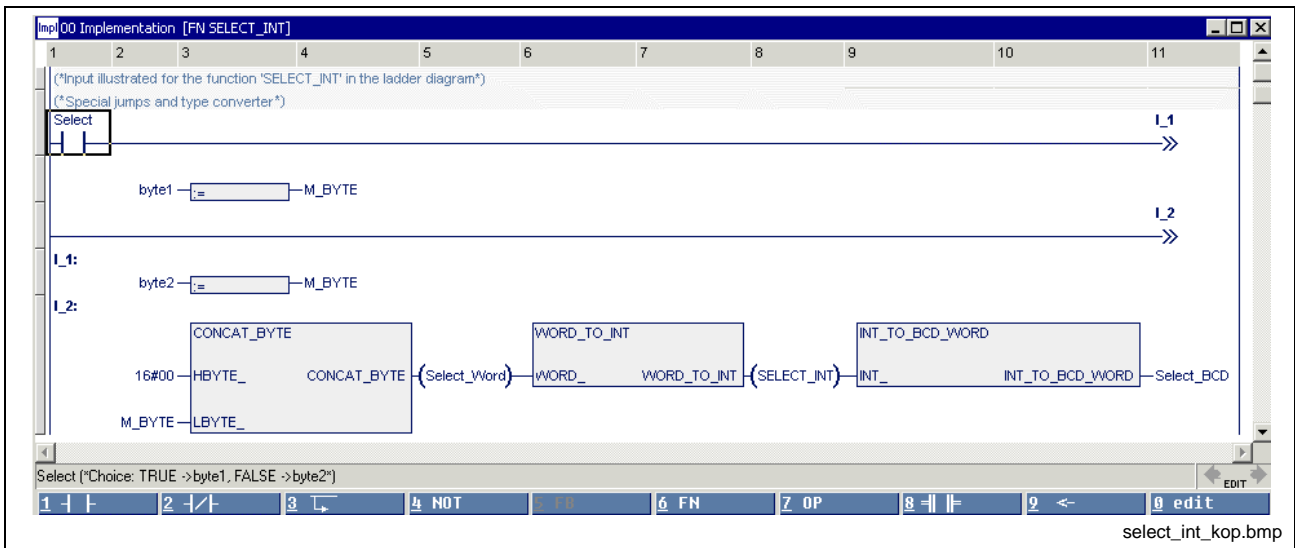 Impl 00 Implementation [FN SELECT_INT]
1 2 3 4 5 6 7 8 9 10 11
(*Input illustrated for the function 'SELECT_INT' in the ladder diagram*)
(*Special jumps and type converter*)
Select I_1
byte1 := M_BYTE
I_2
I_1:
byte2 := M_BYTE
I_2:
CONCAT_BYTE WORD_TO_INT INT_TO_BCD_WORD
16#00 HBYTE_ CONCAT_BYTE (Select_Word) WORD_ WORD_TO_INT (SELECT_INT) INT_ INT_TO_BCD_WORD Select_BCD
M_BYTE LBYTE_
Select (*Choice: TRUE ->byte1, FALSE ->byte2*) EDIT
1 2 3 4 NOT 5 FB 6 FN 7 OP 8 9 <- 0 edit
select_int_kop.bmp